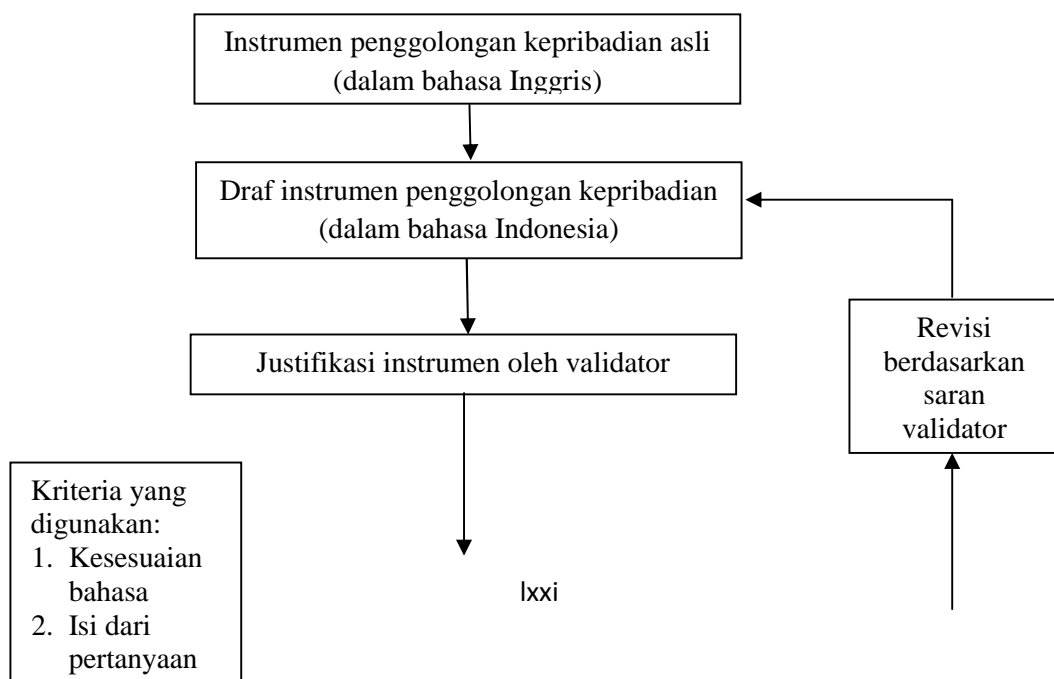 Instrumen penggolongan kepribadian asli
(dalam bahasa Inggris)
Draf instrumen penggolongan kepribadian
(dalam bahasa Indonesia)
Justifikasi instrumen oleh validator
Revisi
berdasarkan
saran
validator
Kriteria yang
digunakan:
1. Kesesuaian
bahasa
2. Isi dari
pertanyaan
lxxi